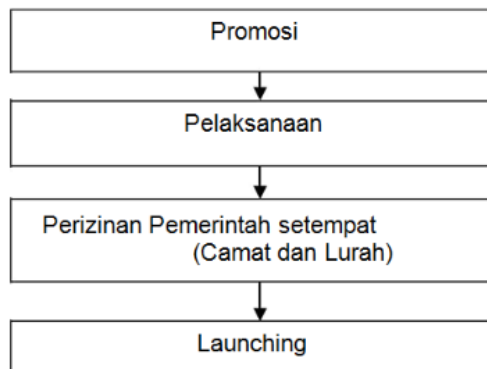 Promosi
Pelaksanaan
Perizinan Pemerintah setempat
(Camat dan Lurah)
Launching